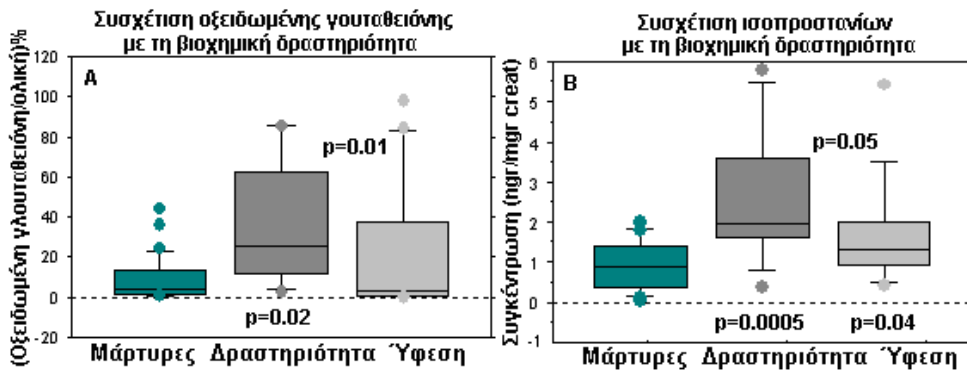 Συσχέτιση οξειδωμένης γουταθειόνης
με τη βιοχημική δραστηριότητα
(Οξειδωμένη γλουταθειόνη/ολική)%
A
120
100
80
60
40
20
0
-20
p=0.01
p=0.02
Μάρτυρες Δραστηριότητα Ύφεση
Συσχέτιση ισοπροστανίων
με τη βιοχημική δραστηριότητα
Συγκέντρωση (ngr/mgr creat)
B
6
5
4
3
2
1
0
-1
p=0.05
p=0.0005 p=0.04
Μάρτυρες Δραστηριότητα Ύφεση